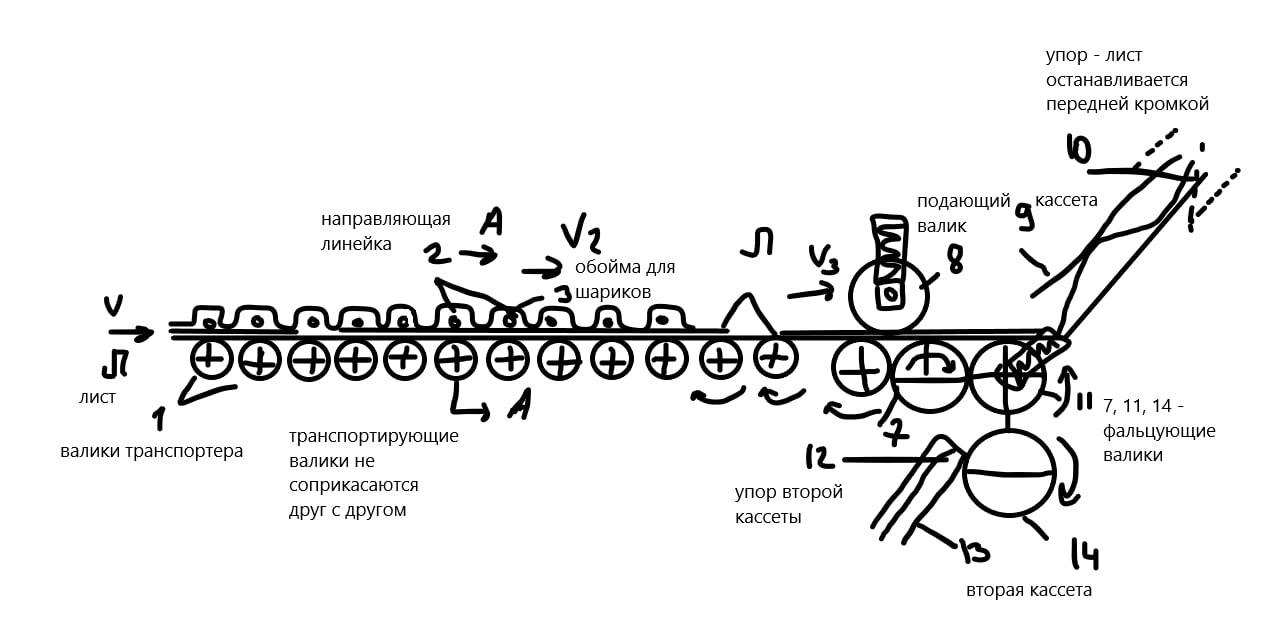 упор - лист
останавливается
передней кромкой
10
подающий
валик
9
кассета
8
направляющая
линейка
2
A
V₂
обойма для
шариков
3
Л
V₃
V
Л
лист
1
валики транспортера
A
транспортирующие
валики не
соприкасаются
друг с другом
7
11
7, 11, 14 -
фальцующие
валики
12
упор второй
кассеты
13
14
вторая кассета